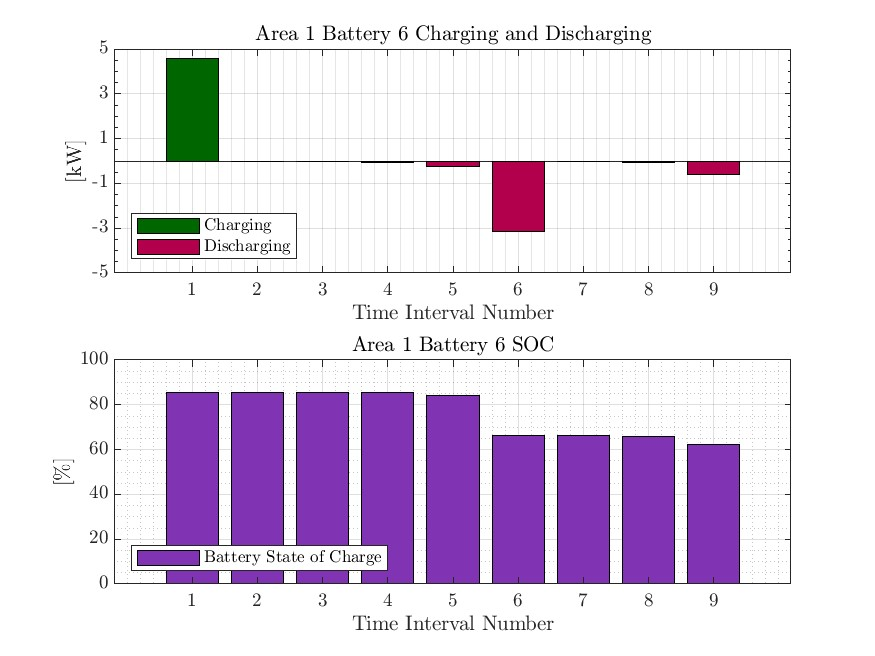 Area 1 Battery 6 Charging and Discharging
5
3
1
-1
-3
-5
[kW]
Charging
Discharging
1 2 3 4 5 6 7 8 9
Time Interval Number
Area 1 Battery 6 SOC
100
80
60
40
20
0
[%]
Battery State of Charge
1 2 3 4 5 6 7 8 9
Time Interval Number